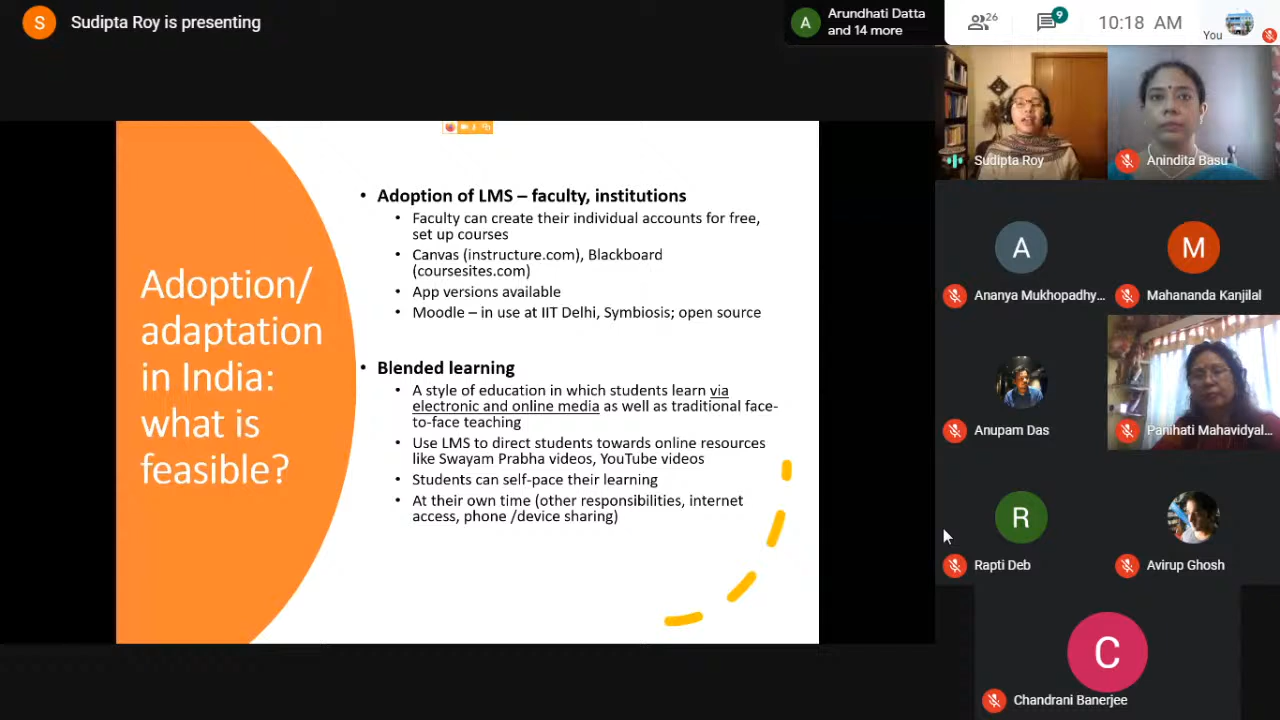 S
Sudipta Roy is presenting
A
Arundhati Datta
and 14 more
26
9
10:18 AM
You
Adoption/
adaptation
in India:
what is
feasible?
• Adoption of LMS – faculty, institutions
• Faculty can create their individual accounts for free,
set up courses
• Canvas (instructure.com), Blackboard
(coursesites.com)
• App versions available
• Moodle – in use at IIT Delhi, Symbiosis; open source
• Blended learning
• A style of education in which students learn via
electronic and online media as well as traditional face-
to-face teaching
• Use LMS to direct students towards online resources
like Swayam Prabha videos, YouTube videos
• Students can self-pace their learning
• At their own time (other responsibilities, internet
access, phone /device sharing)
Sudipta Roy
Anindita Basu
A
Ananya Mukhopadhy...
M
Mahananda Kanjilal
Anupam Das
Panihati Mahavidyal...
R
Rapti Deb
Avirup Ghosh
C
Chandrani Banerjee